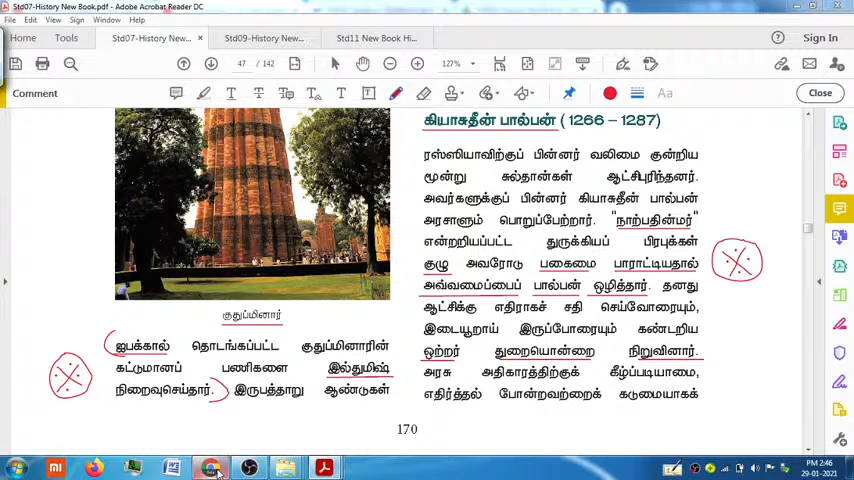 Std07-History New Book.pdf - Adobe Acrobat Reader DC
File Edit View Sign Window Help
Home Tools Std07-History New... × Std09-History New... Std11 New Book Hi... Sign In
47 / 142 127%
Comment Close
கியாசுதீன் பால்பன் (1266 – 1287)
ரஸ்ஸியாவிற்குப் பின்னர் வலிமை குன்றிய
மூன்று சுல்தான்கள் ஆட்சிபுரிந்தனர்.
அவர்களுக்குப் பின்னர் கியாசுதீன் பால்பன்
அரசாளும் பொறுப்பேற்றார். "நாற்பதின்மர்"
என்றறியப்பட்ட துருக்கியப் பிரபுக்கள்
குழு அவரோடு பகைமை பாராட்டியதால்
அவ்வமைப்பைப் பால்பன் ஒழித்தார். தனது
ஆட்சிக்கு எதிராகச் சதி செய்வோரையும்,
இடையூறாய் இருப்போரையும் கண்டறிய
ஒற்றர் துறையொன்றை நிறுவினார்.
அரசு அதிகாரத்திற்குக் கீழ்ப்படியாமை,
எதிர்த்தல் போன்றவற்றைக் கடுமையாகக்
குதுப்மினார்
ஐபக்கால் தொடங்கப்பட்ட குதுப்மினாரின்
கட்டுமானப் பணிகளை இல்துமிஷ்
நிறைவுசெய்தார். இருபத்தாறு ஆண்டுகள்
170
PM 2:46
29-01-2021